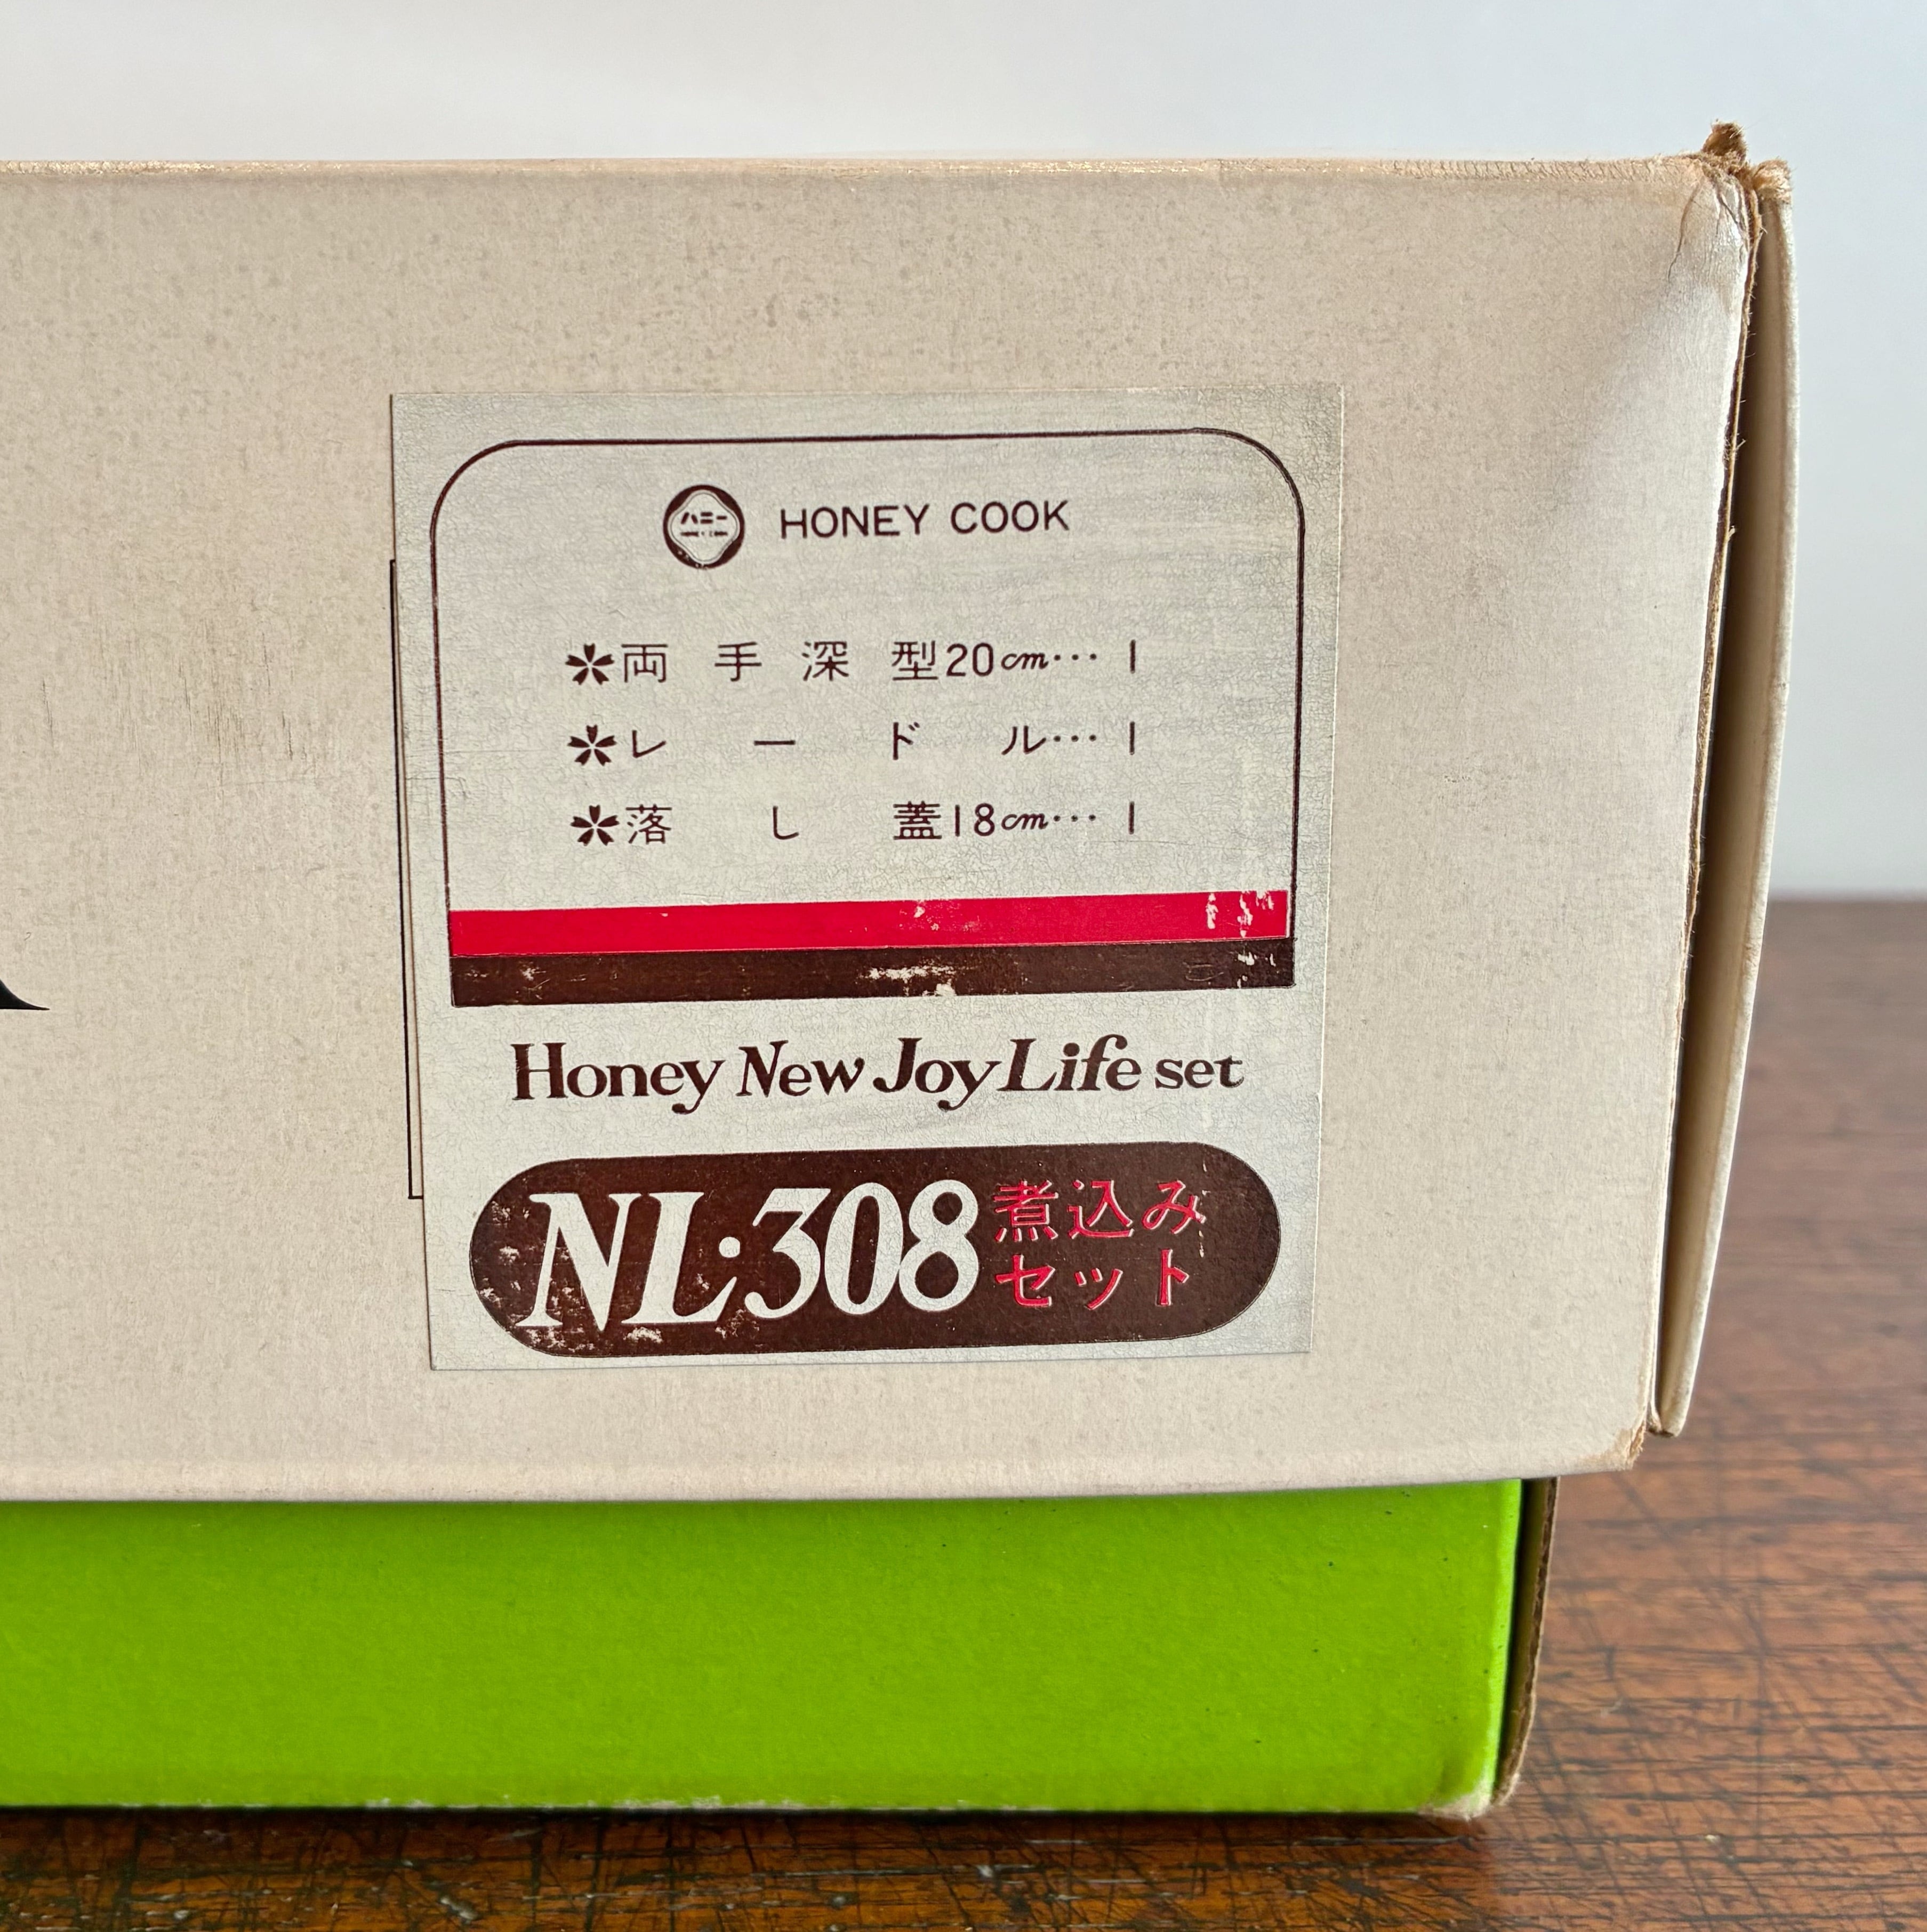 ハニー HONEY COOK
両手深型20cm…1
レードル…1
落し蓋18cm…1
Honey New Joy Life set
NL·308 煮込み
セット